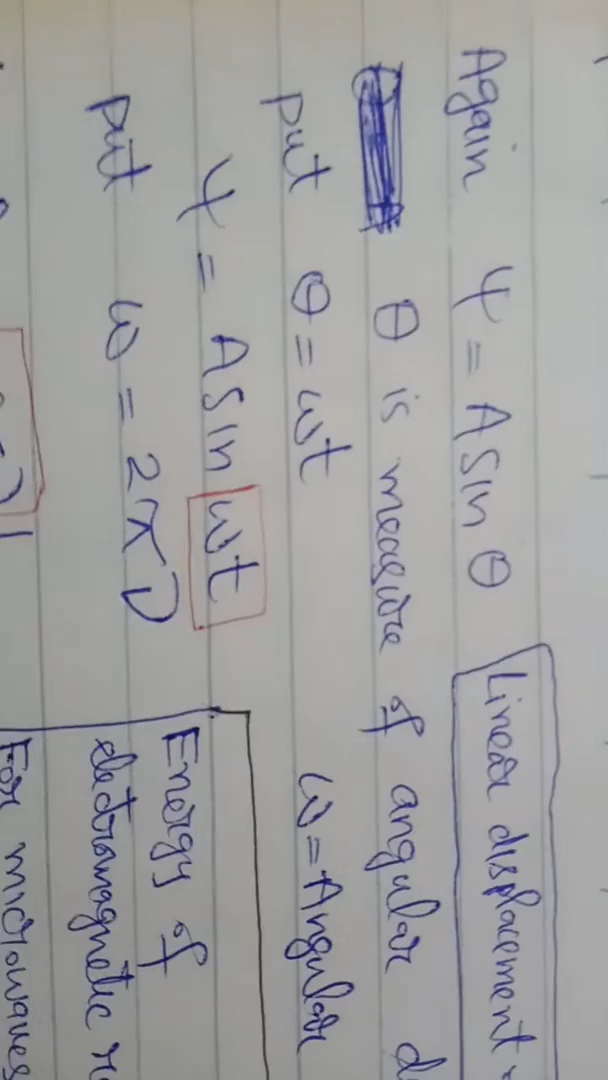 Again ψ = A sin θ Linear displacement
θ is measure of angular
put θ = ωt ω = Angular
ψ = A sin ωt
Energy of
put ω = 2πν electromagnetic
For microwaves